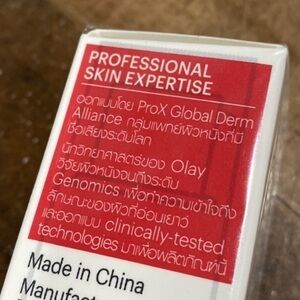 PROFESSIONAL
SKIN EXPERTISE
ออกแบบโดย ProX Global Derm
Alliance กลุ่มแพทย์ผิวหนังที่มี
ชื่อเสียงระดับโลก
นักวิทยาศาสตร์ของ Olay
วิจัยผิวหนังจนถึงระดับ
Genomics เพื่อทำความเข้าใจถึง
ลักษณะของผิวที่อ่อนเยาว์
และออกแบบ clinically-tested
technologies มาเพื่อผลิตภัณฑ์นี้
Made in China